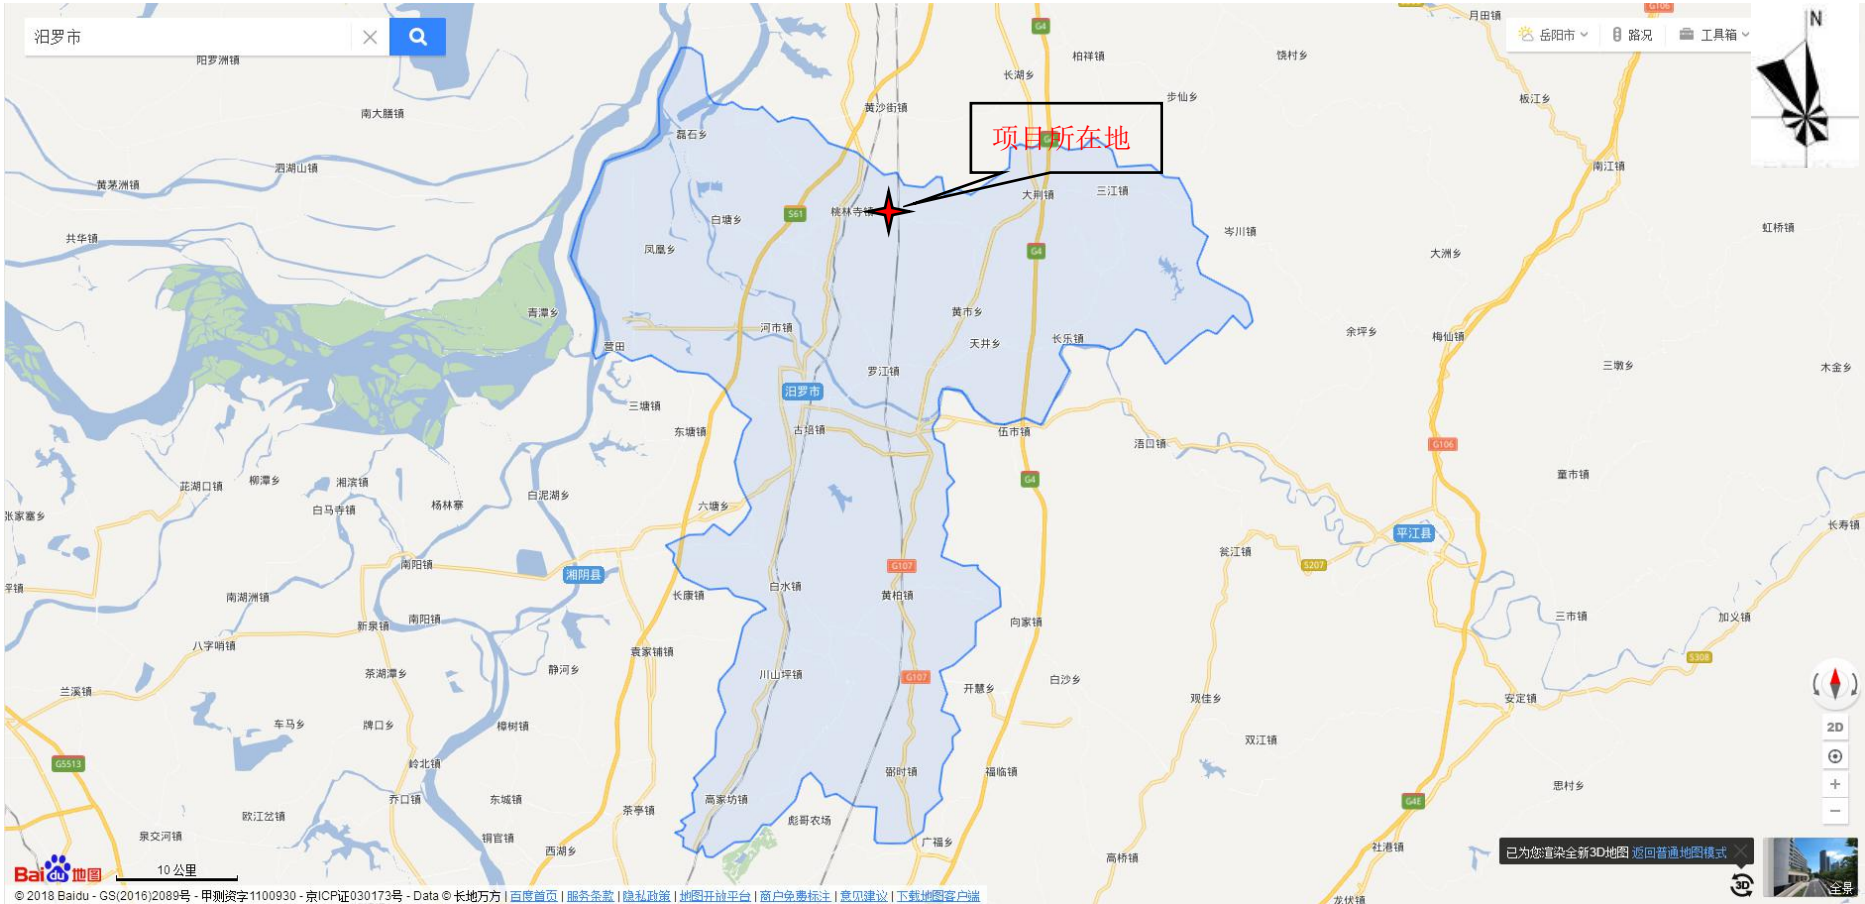 汨罗市
岳阳市
路况
工具箱
N
月田镇
G106
G4
柏祥镇
饶村乡
阳罗洲镇
长湖乡
步仙乡
板江乡
南大膳镇
黄沙街镇
磊石乡
项目所在地
南江镇
泗湖山镇
黄茅洲镇
三江镇
大荆镇
桃林寺镇
S61
白塘乡
共华镇
凤凰乡
岑川镇
虹桥镇
大洲乡
G4
青潭乡
黄市乡
河市镇
余坪乡
梅仙镇
营田
天井乡
长乐镇
三墩乡
木金乡
罗江镇
汨罗市
三塘镇
东塘镇
古培镇
伍市镇
浯口镇
G106
童市镇
G4
茈湖口镇
柳潭乡
湘滨镇
白泥湖乡
杨林寨
六塘乡
白马寺镇
张家塞乡
长寿镇
平江县
瓮江镇
S207
南阳镇
湘阴县
G107
坪镇
白水镇
黄柏镇
长康镇
南湖洲镇
南阳镇
新泉镇
向家镇
三市镇
加义镇
八字哨镇
袁家铺镇
S308
静河乡
茶湖潭乡
川山坪镇
G107
开慧乡
白沙乡
兰溪镇
观佳乡
安定镇
车马乡
牌口乡
樟树镇
双江镇
2D
G5513
岭北镇
弼时镇
福临镇
思村乡
乔口镇
东城镇
高家坊镇
G4E
茶亭镇
欧江岔镇
彪哥农场
泉交河镇
铜官镇
广福乡
西湖乡
高桥镇
社港镇
已为您渲染全新3D地图 返回普通地图模式
Bai du 地图
10 公里
3D
全景
© 2018 Baidu - GS(2016)2089号 - 甲测资字1100930 - 京ICP证030173号 - Data © 长地万方 | 百度首页 | 服务条款 | 隐私政策 | 地图开放平台 | 商户免费标注 | 意见建议 | 下载地图客户端
龙伏镇